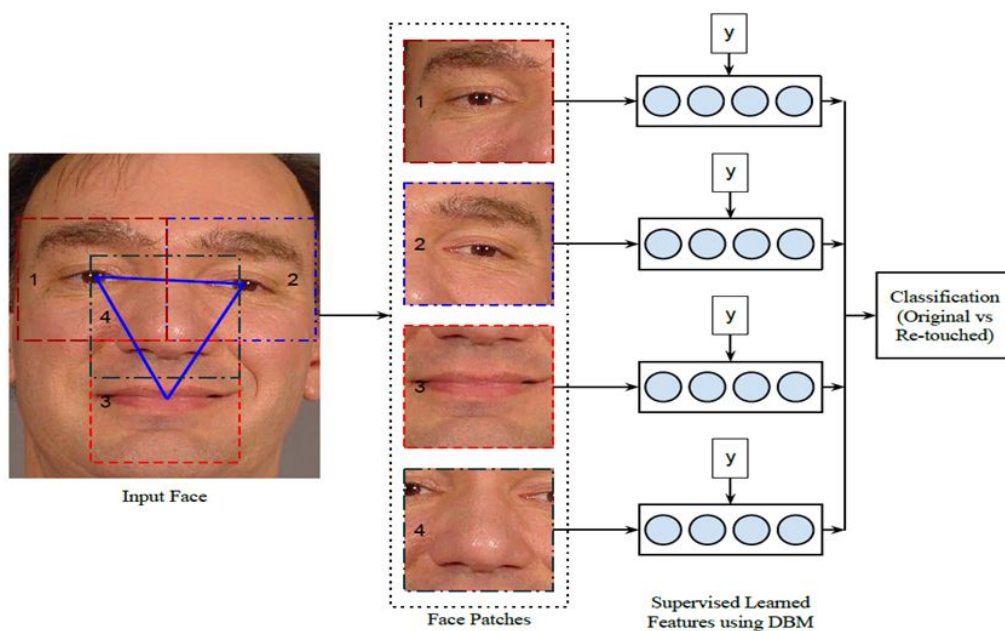 1
2
4
3
Input Face
1
2
3
4
Face Patches
y
y
y
y
Supervised Learned
Features using DBM
Classification
(Original vs
Re-touched)